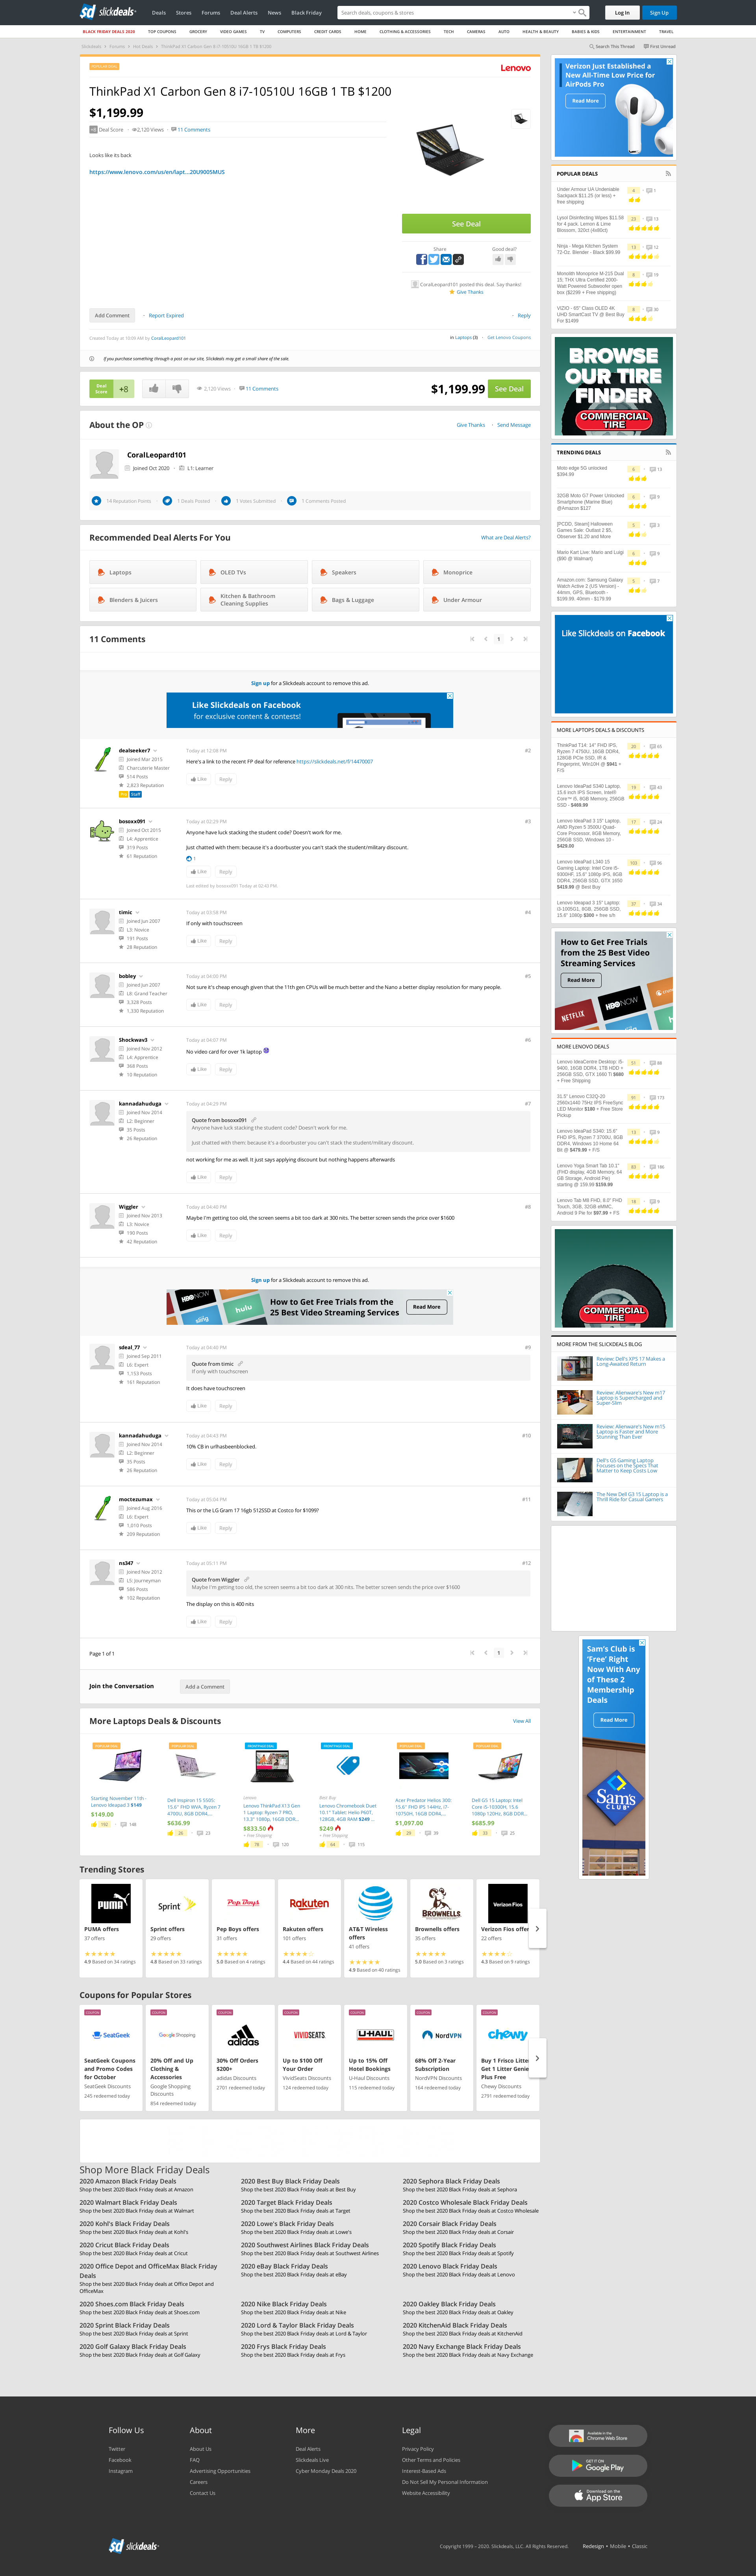 sd slickdeals
Deals Stores Forums Deal Alerts News Black Friday
Search deals, coupons & stores
Log In Sign Up
BLACK FRIDAY DEALS 2020 TOP COUPONS GROCERY VIDEO GAMES TV COMPUTERS CREDIT CARDS HOME CLOTHING & ACCESSORIES TECH CAMERAS AUTO HEALTH & BEAUTY BABIES & KIDS ENTERTAINMENT TRAVEL
Slickdeals Forums Hot Deals ThinkPad X1 Carbon Gen 8 i7-10510U 16GB 1 TB $1200
Search This Thread First Unread
Lenovo
ThinkPad X1 Carbon Gen 8 i7-10510U 16GB 1 TB $1200
$1,199.99
+8 Deal Score 2,120 Views 11 Comments
Looks like its back
https://www.lenovo.com/us/en/lapt...20U9005MUS
See Deal
Share Good deal?
CoralLeopard101 posted this deal. Say thanks!
Give Thanks
Add Comment Report Expired Reply
Created Today at 10:09 AM by CoralLeopard101
in Laptops (3) Get Lenovo Coupons
If you purchase something through a post on our site, Slickdeals may get a small share of the sale.
Deal Score +8 2,120 Views 11 Comments $1,199.99 See Deal
About the OP Give Thanks Send Message
CoralLeopard101
Joined Oct 2020 L1: Learner
14 Reputation Points 1 Deals Posted 7 Votes Submitted 1 Comments Posted
Recommended Deal Alerts For You What are Deal Alerts?
Laptops OLED TVs Speakers Monoprice
Blenders & Juicers Kitchen & Bathroom Cleaning Supplies Bags & Luggage Under Armour
11 Comments 1
Sign up for a Slickdeals account to remove this ad.
Like Slickdeals on Facebook
for exclusive content & contests!
dealseeker7 Today at 12:08 PM #2
Joined Mar 2015
Charcuterie Master
514 Posts
2,823 Reputation
Pro Staff
Here's a link to the recent FP deal for reference https://slickdeals.net/f/14470007
Like Reply
bosoxx091 Today at 02:29 PM #3
Joined Oct 2015
L4: Apprentice
319 Posts
61 Reputation
Anyone have luck stacking the student code? Doesn't work for me.
Just chatted with them: because it's a doorbuster you can't stack the student/military discount.
1
Like Reply
Last edited by bosoxx091 Today at 02:45 PM.
timic Today at 03:58 PM #4
Joined Jun 2007
L3: Novice
191 Posts
28 Reputation
If only with touchscreen
Like Reply
bobley Today at 04:00 PM #5
Joined Jun 2007
L8: Grand Teacher
3,328 Posts
1,330 Reputation
Not sure it's cheap enough given that the 11th gen CPUs will be much better and the Nano a better display resolution for many people.
Like Reply
Shockwav3 Today at 04:07 PM #6
Joined Nov 2012
L4: Apprentice
368 Posts
10 Reputation
No video card for over 1k laptop
Like Reply
kannadahuduga Today at 04:29 PM #7
Joined Nov 2014
L2: Beginner
35 Posts
26 Reputation
Quote from bosoxx091
Anyone have luck stacking the student code? Doesn't work for me.
Just chatted with them: because it's a doorbuster you can't stack the student/military discount.
not working for me as well. It just says applying discount but nothing happens afterwards
Like Reply
Wiggler Today at 04:40 PM #8
Joined Nov 2013
L3: Novice
190 Posts
42 Reputation
Maybe I'm getting too old, the screen seems a bit too dark at 300 nits. The better screen sends the price over $1600
Like Reply
Sign up for a Slickdeals account to remove this ad.
How to Get Free Trials from the
25 Best Video Streaming Services
Read More
sdeal_77 Today at 04:40 PM #9
Joined Sep 2011
L6: Expert
1,153 Posts
161 Reputation
Quote from timic
If only with touchscreen
It does have touchscreen
Like Reply
kannadahuduga Today at 04:43 PM #10
Joined Nov 2014
L2: Beginner
35 Posts
26 Reputation
10% CB in urlhasbeenblocked.
Like Reply
moctezumax Today at 05:04 PM #11
Joined Aug 2016
L6: Expert
1,010 Posts
209 Reputation
This or the LG Gram 17 16gb 512SSD at Costco for $1099?
Like Reply
ns347 Today at 05:11 PM #12
Joined Nov 2012
L5: Journeyman
586 Posts
102 Reputation
Quote from Wiggler
Maybe I'm getting too old, the screen seems a bit too dark at 300 nits. The better screen sends the price over $1600
The display on this is 400 nits
Like Reply
Page 1 of 1 1
Join the Conversation Add a Comment
More Laptops Deals & Discounts View All
Starting November 11th - Lenovo Ideapad 3 $149
$149.00
192 146
Dell Inspiron 15 5505: 15.6" FHD WVA, Ryzen 7 4700U, 8GB DDR4,...
$636.99
28 23
Lenovo
Lenovo ThinkPad X13 Gen 1 Laptop: Ryzen 7 PRO, 13.3" 1080p, 16GB DDR...
$833.50
+ Free Shipping
76 120
Best Buy
Lenovo Chromebook Duet 10.1" Tablet: Helio P60T, 128GB, 4GB RAM $249 ...
$249
+ Free Shipping
64 115
Acer Predator Helios 300: 15.6" FHD IPS 144Hz, i7-10750H, 16GB DDR4,...
$1,097.00
29 39
Dell G5 15 Laptop: Intel Core i5-10300H, 15.6 1080p 120Hz, 8GB DDR...
$685.99
33 25
Trending Stores
PUMA offers
37 offers
4.9 Based on 34 ratings
Sprint offers
29 offers
4.8 Based on 33 ratings
Pep Boys offers
31 offers
5.0 Based on 4 ratings
Rakuten offers
101 offers
4.4 Based on 44 ratings
AT&T Wireless offers
41 offers
4.9 Based on 40 ratings
Brownells offers
35 offers
5.0 Based on 3 ratings
Verizon Fios offers
22 offers
4.3 Based on 9 ratings
Coupons for Popular Stores
SeatGeek Coupons and Promo Codes for October
SeatGeek Discounts
245 redeemed today
20% Off and Up Clothing & Accessories
Google Shopping Discounts
854 redeemed today
30% Off Orders $200+
adidas Discounts
2701 redeemed today
Up to $100 Off Your Order
VividSeats Discounts
124 redeemed today
Up to 15% Off Hotel Bookings
U-Haul Discounts
115 redeemed today
68% Off 2-Year Subscription
NordVPN Discounts
164 redeemed today
Buy 1 Frisco Litter Get 1 Litter Genie Plus Free
Chewy Discounts
2791 redeemed today
Shop More Black Friday Deals
2020 Amazon Black Friday Deals
Shop the best 2020 Black Friday deals at Amazon
2020 Best Buy Black Friday Deals
Shop the best 2020 Black Friday deals at Best Buy
2020 Sephora Black Friday Deals
Shop the best 2020 Black Friday deals at Sephora
2020 Walmart Black Friday Deals
Shop the best 2020 Black Friday deals at Walmart
2020 Target Black Friday Deals
Shop the best 2020 Black Friday deals at Target
2020 Costco Wholesale Black Friday Deals
Shop the best 2020 Black Friday deals at Costco Wholesale
2020 Kohl's Black Friday Deals
Shop the best 2020 Black Friday deals at Kohl's
2020 Lowe's Black Friday Deals
Shop the best 2020 Black Friday deals at Lowe's
2020 Corsair Black Friday Deals
Shop the best 2020 Black Friday deals at Corsair
2020 Cricut Black Friday Deals
Shop the best 2020 Black Friday deals at Cricut
2020 Southwest Airlines Black Friday Deals
Shop the best 2020 Black Friday deals at Southwest Airlines
2020 Spotify Black Friday Deals
Shop the best 2020 Black Friday deals at Spotify
2020 Office Depot and OfficeMax Black Friday Deals
Shop the best 2020 Black Friday deals at Office Depot and OfficeMax
2020 eBay Black Friday Deals
Shop the best 2020 Black Friday deals at eBay
2020 Lenovo Black Friday Deals
Shop the best 2020 Black Friday deals at Lenovo
2020 Shoes.com Black Friday Deals
Shop the best 2020 Black Friday deals at Shoes.com
2020 Nike Black Friday Deals
Shop the best 2020 Black Friday deals at Nike
2020 Oakley Black Friday Deals
Shop the best 2020 Black Friday deals at Oakley
2020 Sprint Black Friday Deals
Shop the best 2020 Black Friday deals at Sprint
2020 Lord & Taylor Black Friday Deals
Shop the best 2020 Black Friday deals at Lord & Taylor
2020 KitchenAid Black Friday Deals
Shop the best 2020 Black Friday deals at KitchenAid
2020 Golf Galaxy Black Friday Deals
Shop the best 2020 Black Friday deals at Golf Galaxy
2020 Frys Black Friday Deals
Shop the best 2020 Black Friday deals at Frys
2020 Navy Exchange Black Friday Deals
Shop the best 2020 Black Friday deals at Navy Exchange
Verizon Just Established a
New All-Time Low Price for
AirPods Pro
Read More
POPULAR DEALS
Under Armour UA Undeniable Sackpack $11.25 (or less) + free shipping
Lysol Disinfecting Wipes $11.58 for 4 pack. Lemon & Lime Blossom, 320ct (4x80ct)
Ninja - Mega Kitchen System 72-Oz. Blender - Black $99.99
Monolith Monoprice M-215 Dual 15, THX Ultra Certified 2000-Watt Powered Subwoofer open box ($2299 + Free shipping)
VIZIO - 65" Class OLED 4K UHD SmartCast TV @ Best Buy For $1499
BROWSE
OUR TIRE
FINDER
COMMERCIAL TIRE
TRENDING DEALS
Moto edge 5G unlocked $394.99
32GB Moto G7 Power Unlocked Smartphone (Marine Blue) @Amazon $127
[PCDD, Steam] Halloween Games Sale: Outlast 2 $5, Observer $1.20 and More
Mario Kart Live: Mario and Luigi ($90 @ Walmart)
Amazon.com: Samsung Galaxy Watch Active 2 (US Version) - 44mm, GPS, Bluetooth - $199.99. 40mm - $179.99
Like Slickdeals on Facebook
MORE LAPTOPS DEALS & DISCOUNTS
ThinkPad T14: 14" FHD IPS, Ryzen 7 4750U, 16GB DDR4, 128GB PCIe SSD, IR & Fingerprint, Win10H @ $941 + F/S
Lenovo IdeaPad S340 Laptop, 15.6 inch IPS Screen, Intel® Core™ i5, 8GB Memory, 256GB SSD - $469.99
Lenovo IdeaPad 3 15" Laptop: AMD Ryzen 5 3500U Quad-Core Processor, 8GB Memory, 256GB SSD, Windows 10 - $429.00
Lenovo IdeaPad L340 15 Gaming Laptop: Intel Core i5-9300HF, 15.6" 1080p IPS, 8GB DDR4, 256GB SSD, GTX 1650 $419.99 @ Best Buy
Lenovo Ideapad 3 15" Laptop: i3-1005G1, 8GB, 256GB SSD, 15.6" 1080p $300 + free s/h
How to Get Free Trials
from the 25 Best Video
Streaming Services
Read More
HBO NOW
NETFLIX
MORE LENOVO DEALS
Lenovo IdeaCentre Desktop: i5-9400, 16GB DDR4, 1TB HDD + 256GB SSD, GTX 1660 Ti $680 + Free Shipping
31.5" Lenovo C32Q-20 2560x1440 75Hz IPS FreeSync LED Monitor $180 + Free Store Pickup
Lenovo IdeaPad S340: 15.6" FHD IPS, Ryzen 7 3700U, 8GB DDR4, Windows 10 Home 64 Bit @ $479.99 + F/S
Lenovo Yoga Smart Tab 10.1" (FHD display, 4GB Memory, 64 GB Storage, Android Pie) starting @ 159.99 $159.99
Lenovo Tab M8 FHD, 8.0" FHD Touch, 3GB, 32GB eMMC, Android 9 Pie for $97.99 + FS
COMMERCIAL TIRE
MORE FROM THE SLICKDEALS BLOG
Review: Dell's XPS 17 Makes a Long-Awaited Return
Review: Alienware's New m17 Laptop is Supercharged and Super-Slim
Review: Alienware's New m15 Laptop is Faster and More Stunning Than Ever
Dell's G5 Gaming Laptop Focuses on the Specs That Matter to Keep Costs Low
The New Dell G3 15 Laptop Is a Thrill Ride for Casual Gamers
Sam's Club is
'Free' Right
Now With Any
of These 2
Membership
Deals
Read More
Sam's CLUB
Follow Us
Twitter
Facebook
Instagram
About
About Us
FAQ
Advertising Opportunities
Careers
Contact Us
More
Deal Alerts
Slickdeals Live
Cyber Monday Deals 2020
Legal
Privacy Policy
Other Terms and Policies
Interest-Based Ads
Do Not Sell My Personal Information
Website Accessibility
Available in the Chrome Web Store
GET IT ON Google Play
Download on the App Store
sd slickdeals
Copyright 1999 - 2020. Slickdeals, LLC. All Rights Reserved. Redesign • Mobile • Classic